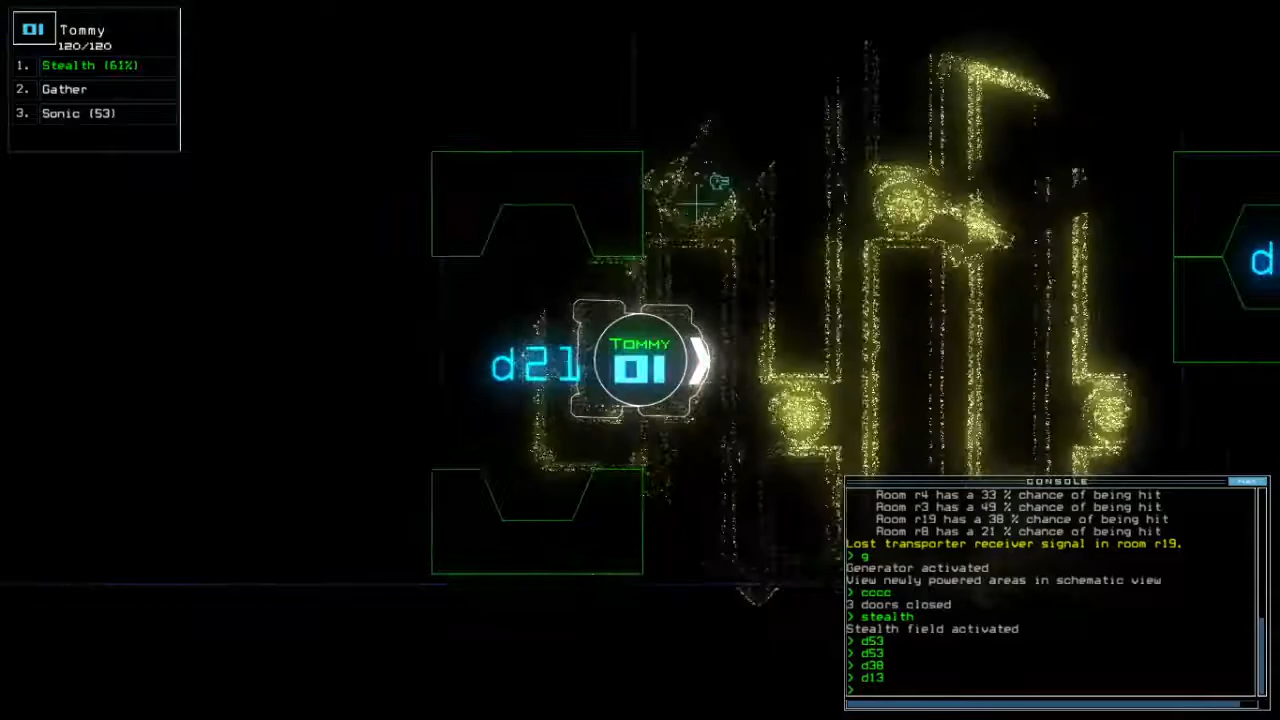 01 Tommy
120/120
1. Stealth (61%)
2. Gather
3. Sonic (53)
d21
Tommy
01
d
CONSOLE
Room r4 has a 33 % chance of being hit
Room r3 has a 49 % chance of being hit
Room r19 has a 38 % chance of being hit
Room r8 has a 21 % chance of being hit
Lost transporter receiver signal in room r19.
> g
Generator activated
View newly powered areas in schematic view
> cccc
3 doors closed
> stealth
Stealth field activated
> d53
> d53
> d38
> d13
>